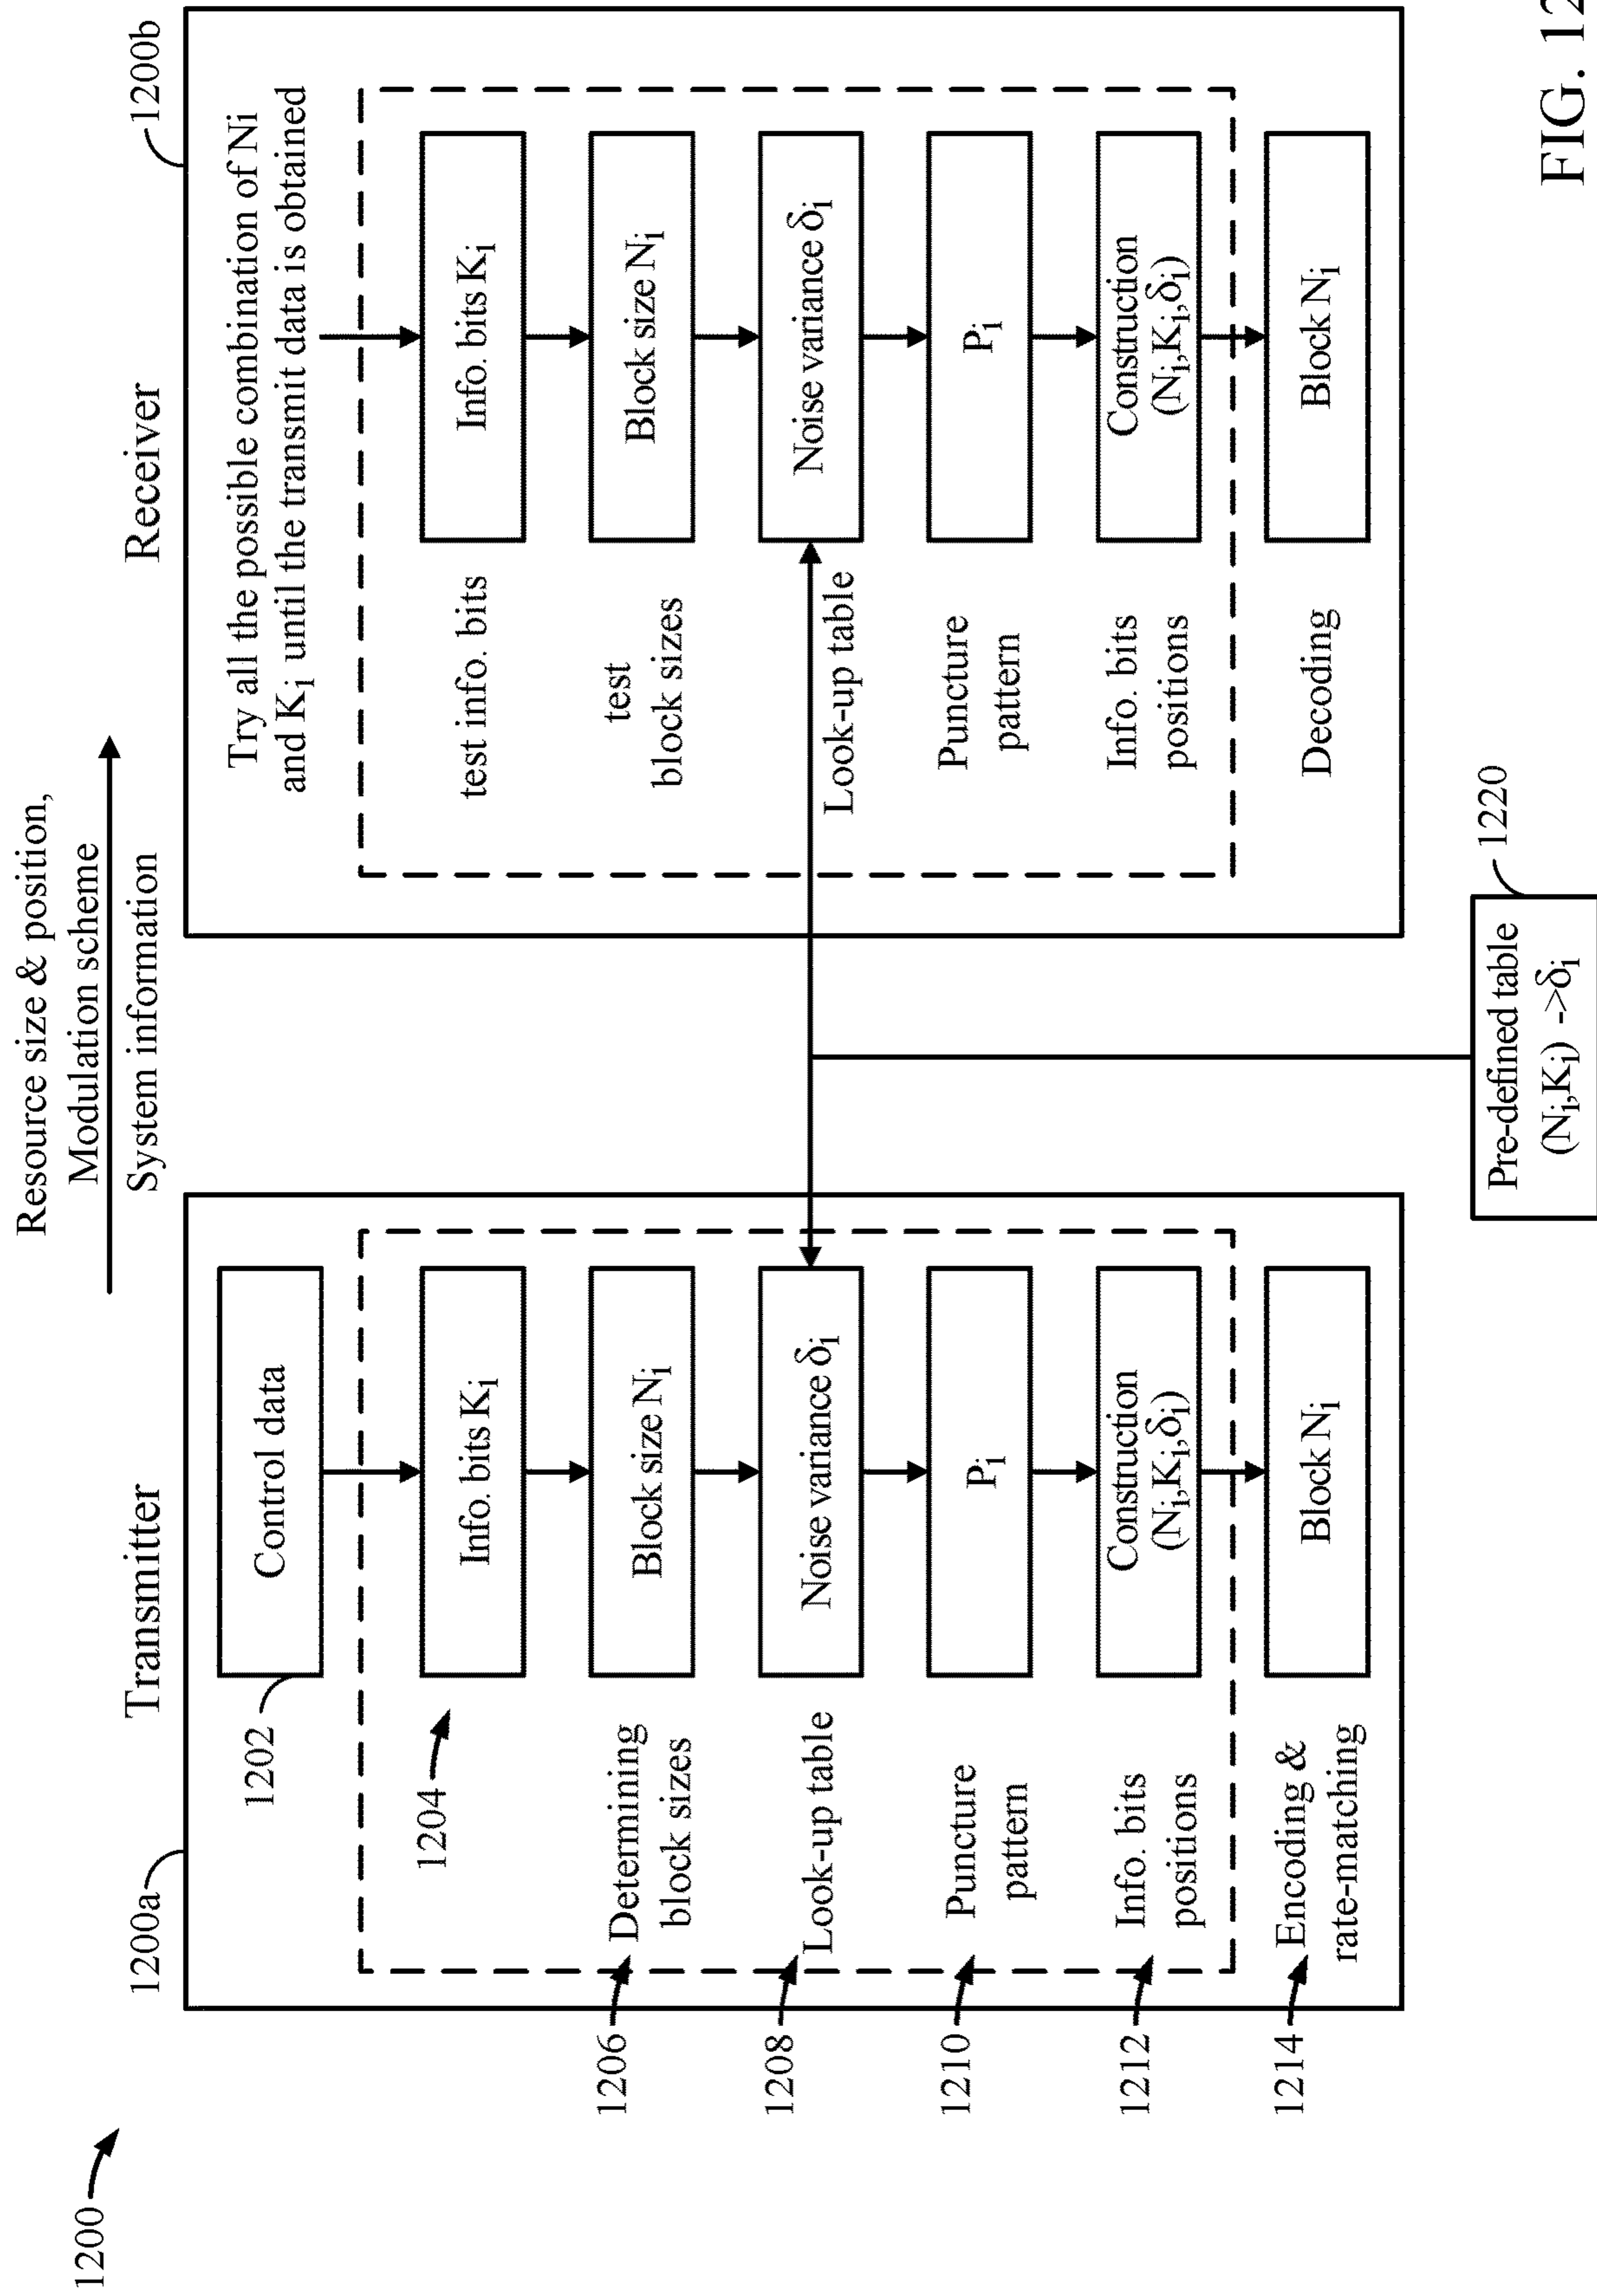 1200
Resource size & position,
Modulation scheme
System information
Transmitter
1200a
Control data
1202
Info. bits Ki
1204
Block size Ni
Determining
block sizes
1206
Noise variance δi
Look-up table
1208
Pi
Puncture
pattern
1210
Construction
(Ni,Ki,δi)
Info. bits
positions
1212
Block Ni
Encoding &
rate-matching
1214
Receiver
1200b
Try all the possible combination of Ni
and Ki until the transmit data is obtained
Info. bits Ki
test info. bits
Block size Ni
test
block sizes
Noise variance δi
Look-up table
Pi
Puncture
pattern
Construction
(Ni,Ki,δi)
Info. bits
positions
Block Ni
Decoding
Pre-defined table
(Ni,Ki) ->δi
1220
FIG. 12